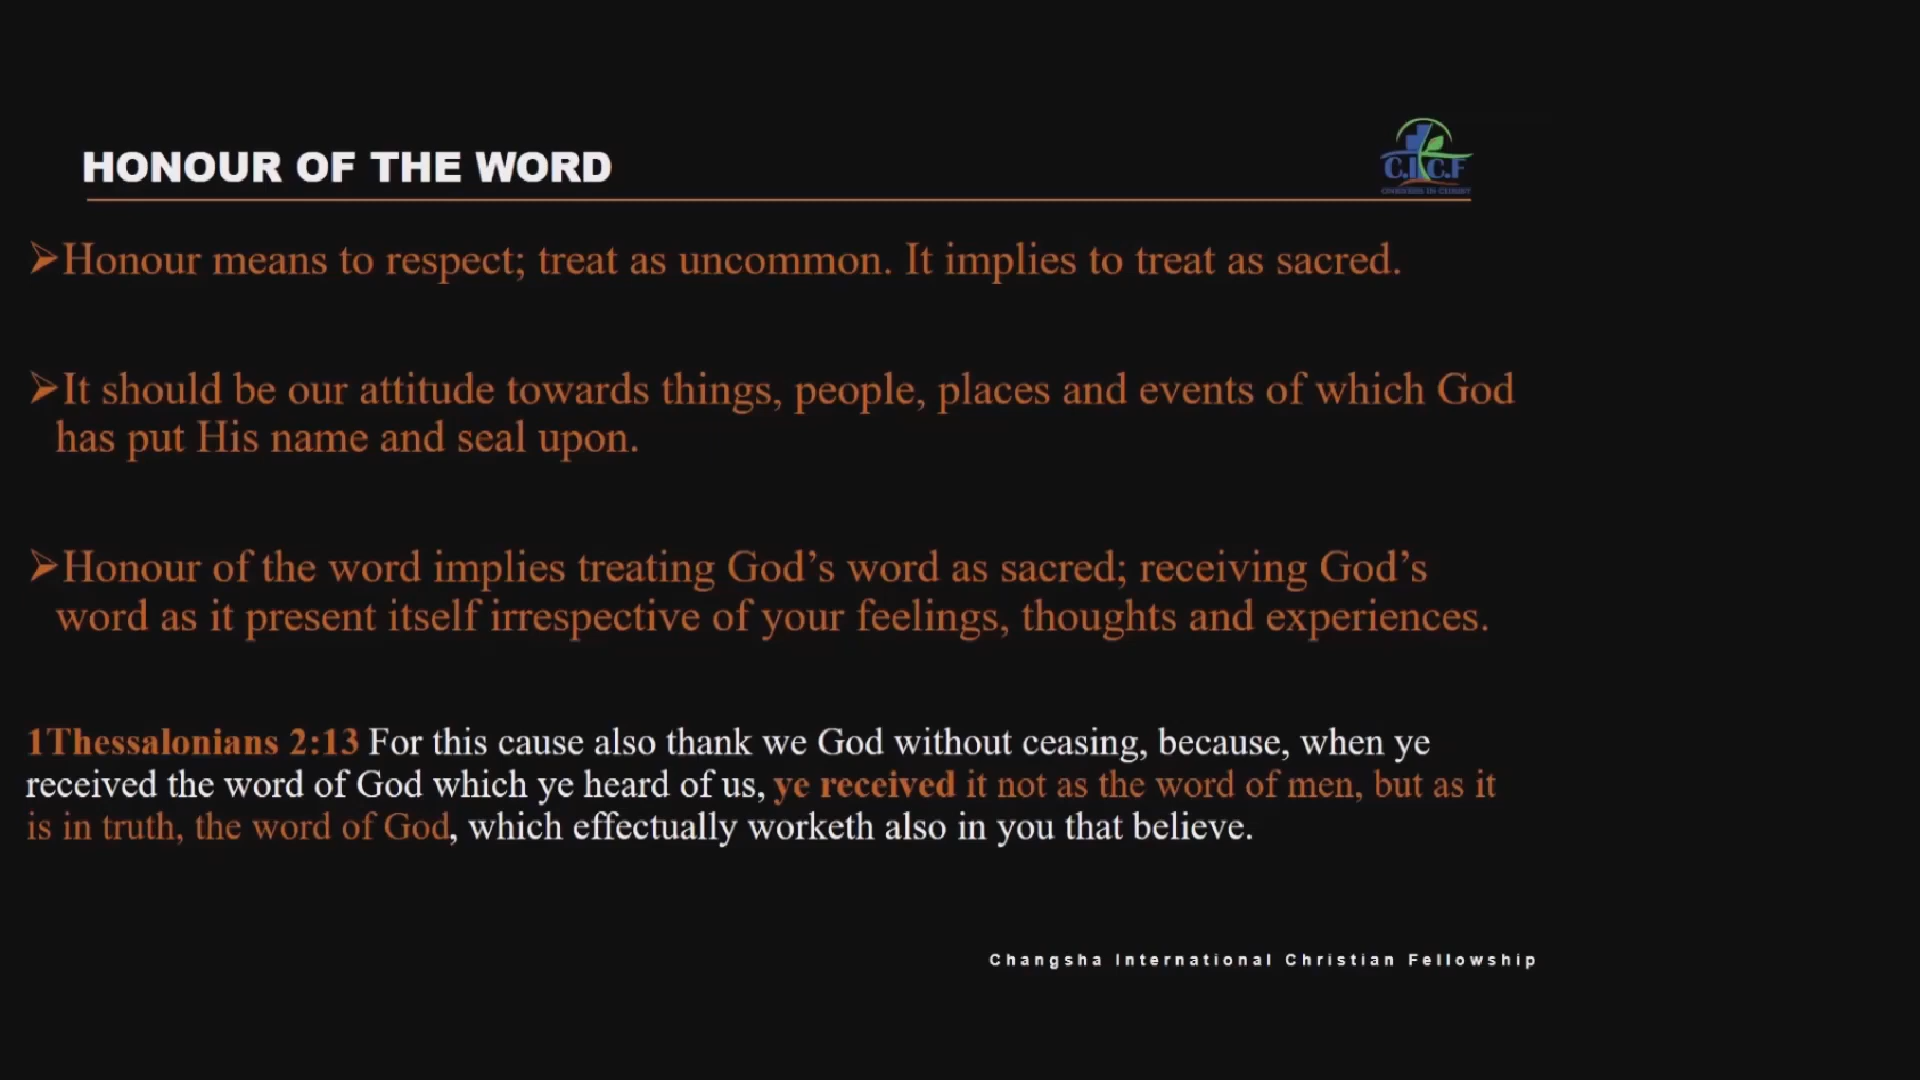 HONOUR OF THE WORD
C.I.C.F
➢Honour means to respect; treat as uncommon. It implies to treat as sacred.
➢It should be our attitude towards things, people, places and events of which God
has put His name and seal upon.
➢Honour of the word implies treating God’s word as sacred; receiving God’s
word as it present itself irrespective of your feelings, thoughts and experiences.
1Thessalonians 2:13 For this cause also thank we God without ceasing, because, when ye
received the word of God which ye heard of us, ye received it not as the word of men, but as it
is in truth, the word of God, which effectually worketh also in you that believe.
Changsha International Christian Fellowship